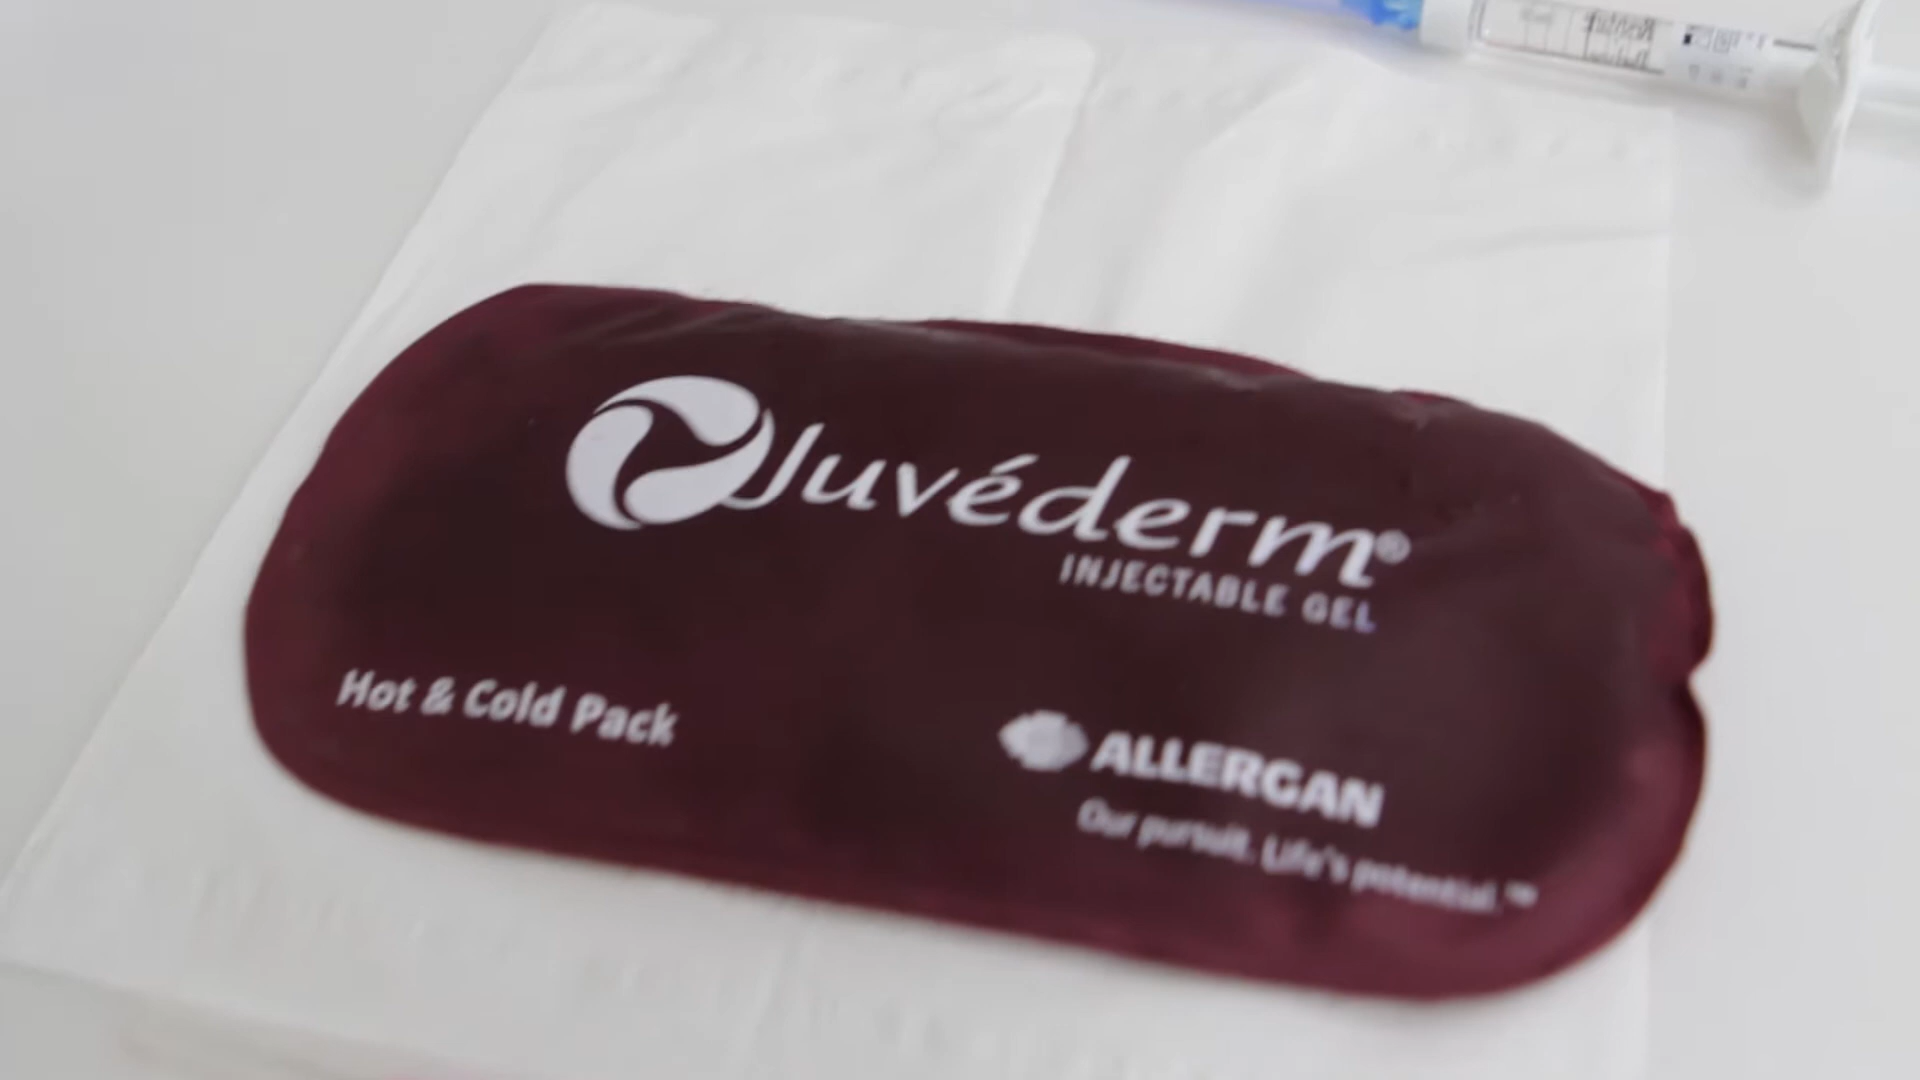 Juvéderm®
INJECTABLE GEL
Hot & Cold Pack
ALLERGAN
Our pursuit. Life's potential.™